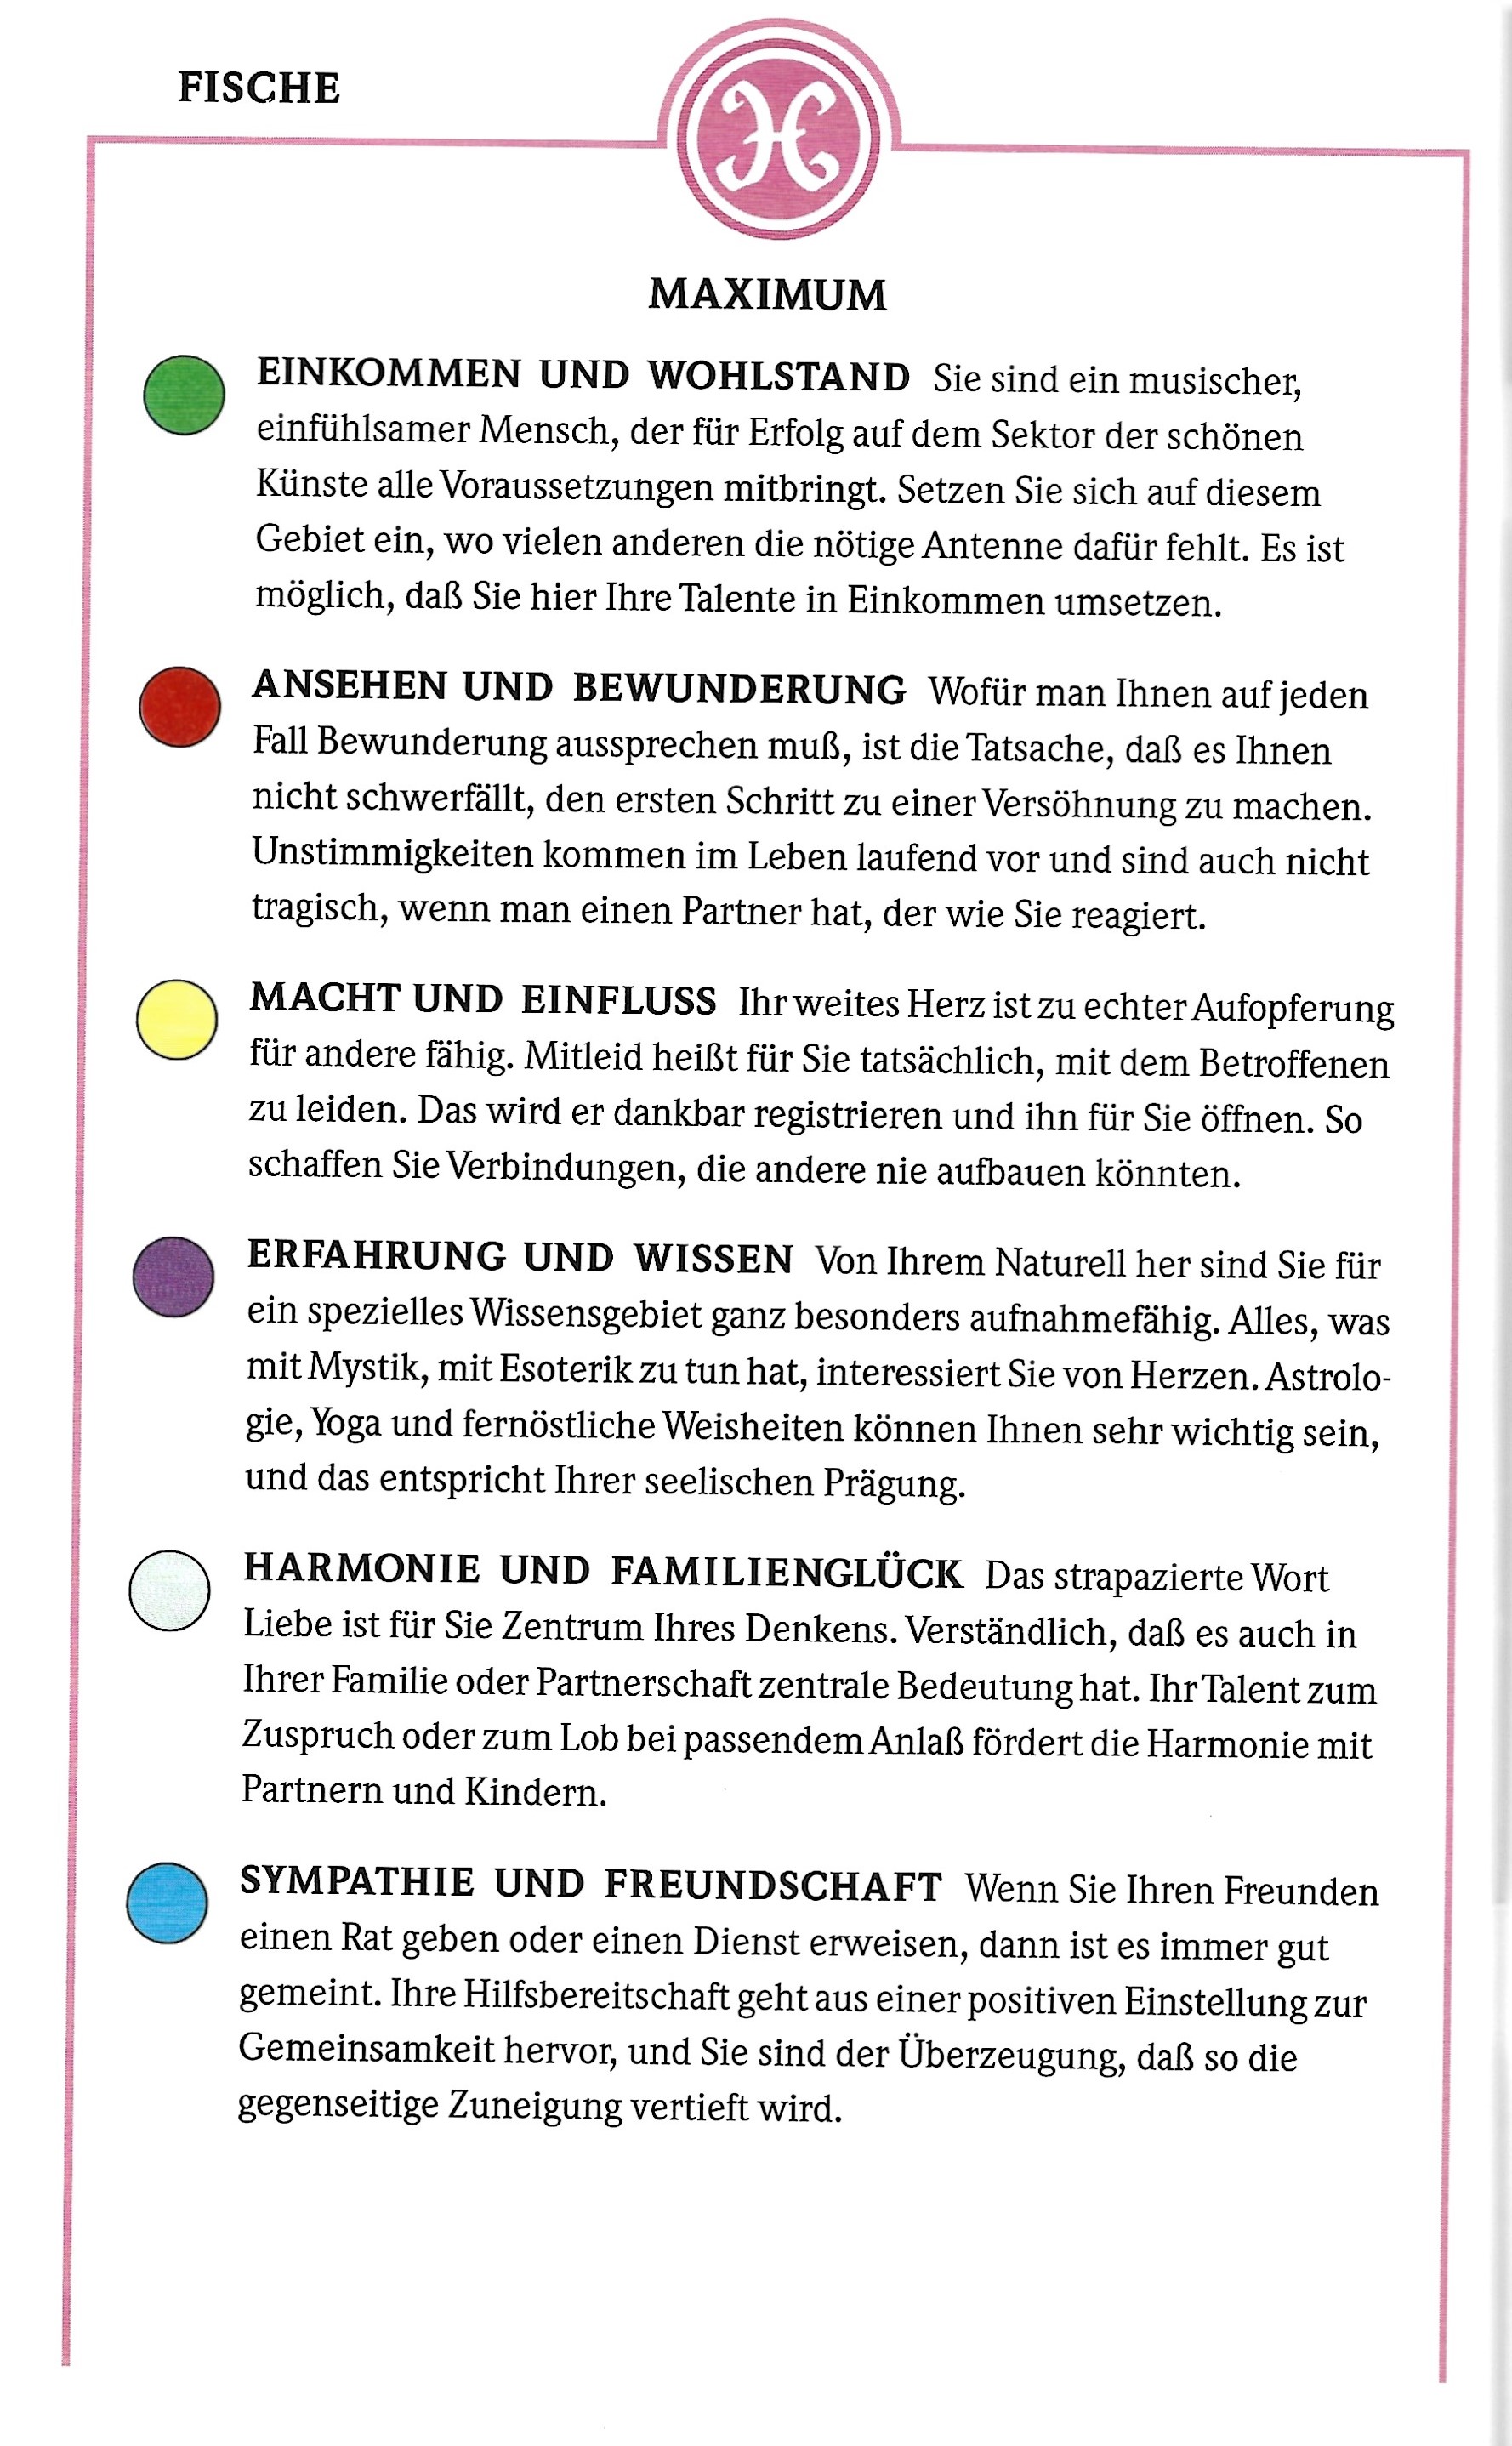 FISCHE
MAXIMUM
EINKOMMEN UND WOHLSTAND Sie sind ein musischer,
einfühlsamer Mensch, der für Erfolg auf dem Sektor der schönen
Künste alle Voraussetzungen mitbringt. Setzen Sie sich auf diesem
Gebiet ein, wo vielen anderen die nötige Antenne dafür fehlt. Es ist
möglich, daß Sie hier Ihre Talente in Einkommen umsetzen.
ANSEHEN UND BEWUNDERUNG Wofür man Ihnen auf jeden
Fall Bewunderung aussprechen muß, ist die Tatsache, daß es Ihnen
nicht schwerfällt, den ersten Schritt zu einer Versöhnung zu machen.
Unstimmigkeiten kommen im Leben laufend vor und sind auch nicht
tragisch, wenn man einen Partner hat, der wie Sie reagiert.
MACHT UND EINFLUSS Ihr weites Herz ist zu echter Aufopferung
für andere fähig. Mitleid heißt für Sie tatsächlich, mit dem Betroffenen
zu leiden. Das wird er dankbar registrieren und ihn für Sie öffnen. So
schaffen Sie Verbindungen, die andere nie aufbauen könnten.
ERFAHRUNG UND WISSEN Von Ihrem Naturell her sind Sie für
ein spezielles Wissensgebiet ganz besonders aufnahmefähig. Alles, was
mit Mystik, mit Esoterik zu tun hat, interessiert Sie von Herzen. Astrolo-
gie, Yoga und fernöstliche Weisheiten können Ihnen sehr wichtig sein,
und das entspricht Ihrer seelischen Prägung.
HARMONIE UND FAMILIENGLÜCK Das strapazierte Wort
Liebe ist für Sie Zentrum Ihres Denkens. Verständlich, daß es auch in
Ihrer Familie oder Partnerschaft zentrale Bedeutung hat. Ihr Talent zum
Zuspruch oder zum Lob bei passendem Anlaß fördert die Harmonie mit
Partnern und Kindern.
SYMPATHIE UND FREUNDSCHAFT Wenn Sie Ihren Freunden
einen Rat geben oder einen Dienst erweisen, dann ist es immer gut
gemeint. Ihre Hilfsbereitschaft geht aus einer positiven Einstellung zur
Gemeinsamkeit hervor, und Sie sind der Überzeugung, daß so die
gegenseitige Zuneigung vertieft wird.